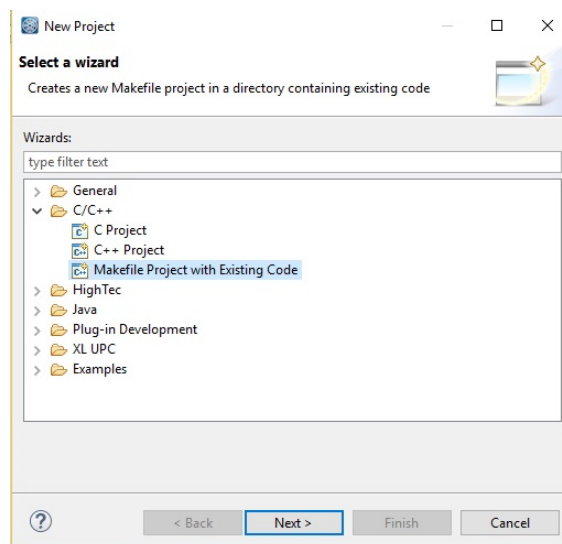 New Project
Select a wizard
Creates a new Makefile project in a directory containing existing code
Wizards:
type filter text
General
C/C++
C Project
C++ Project
Makefile Project with Existing Code
HighTec
Java
Plug-in Development
XL UPC
Examples
< Back Next > Finish Cancel